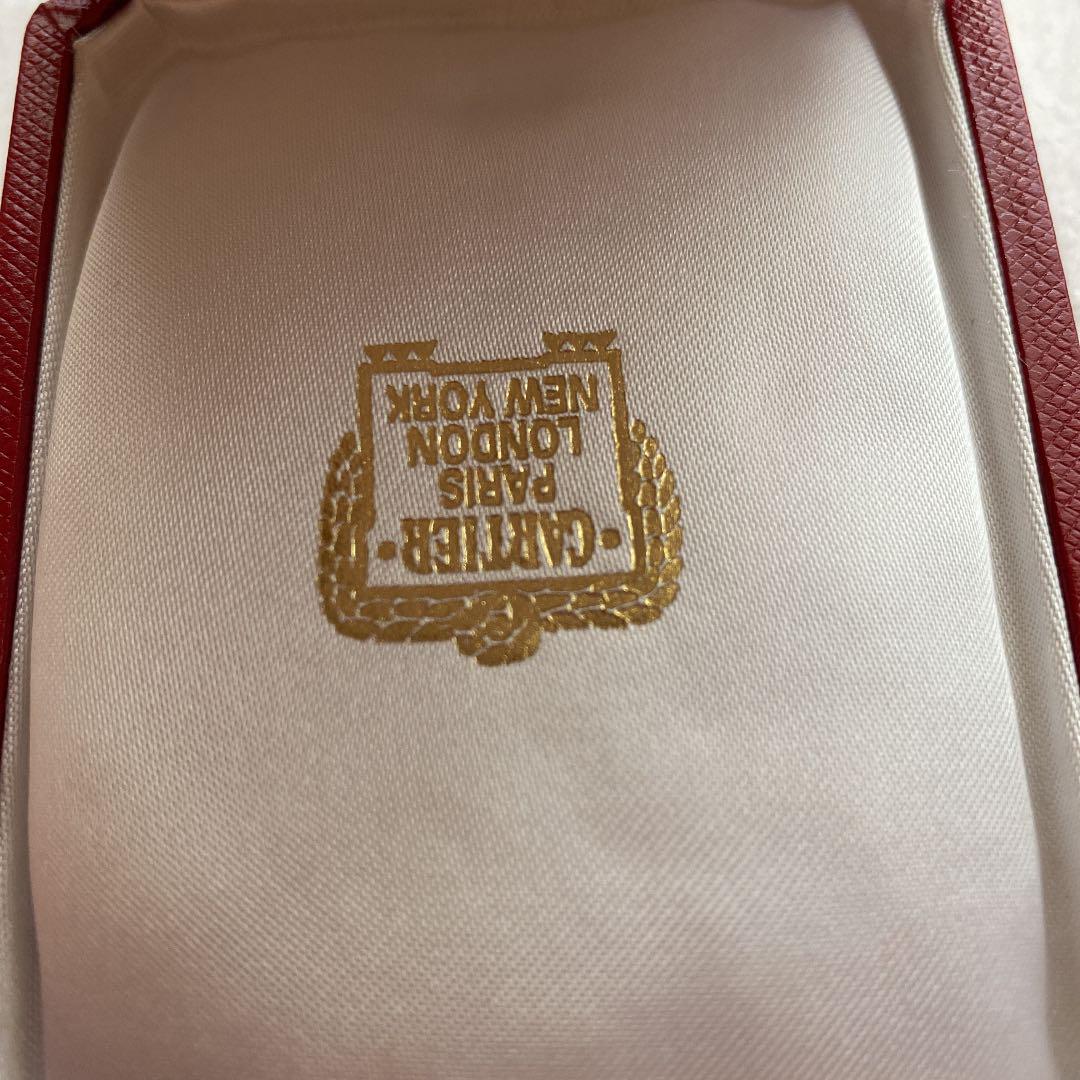 · CARTIER ·
PARIS
LONDON
NEW YORK